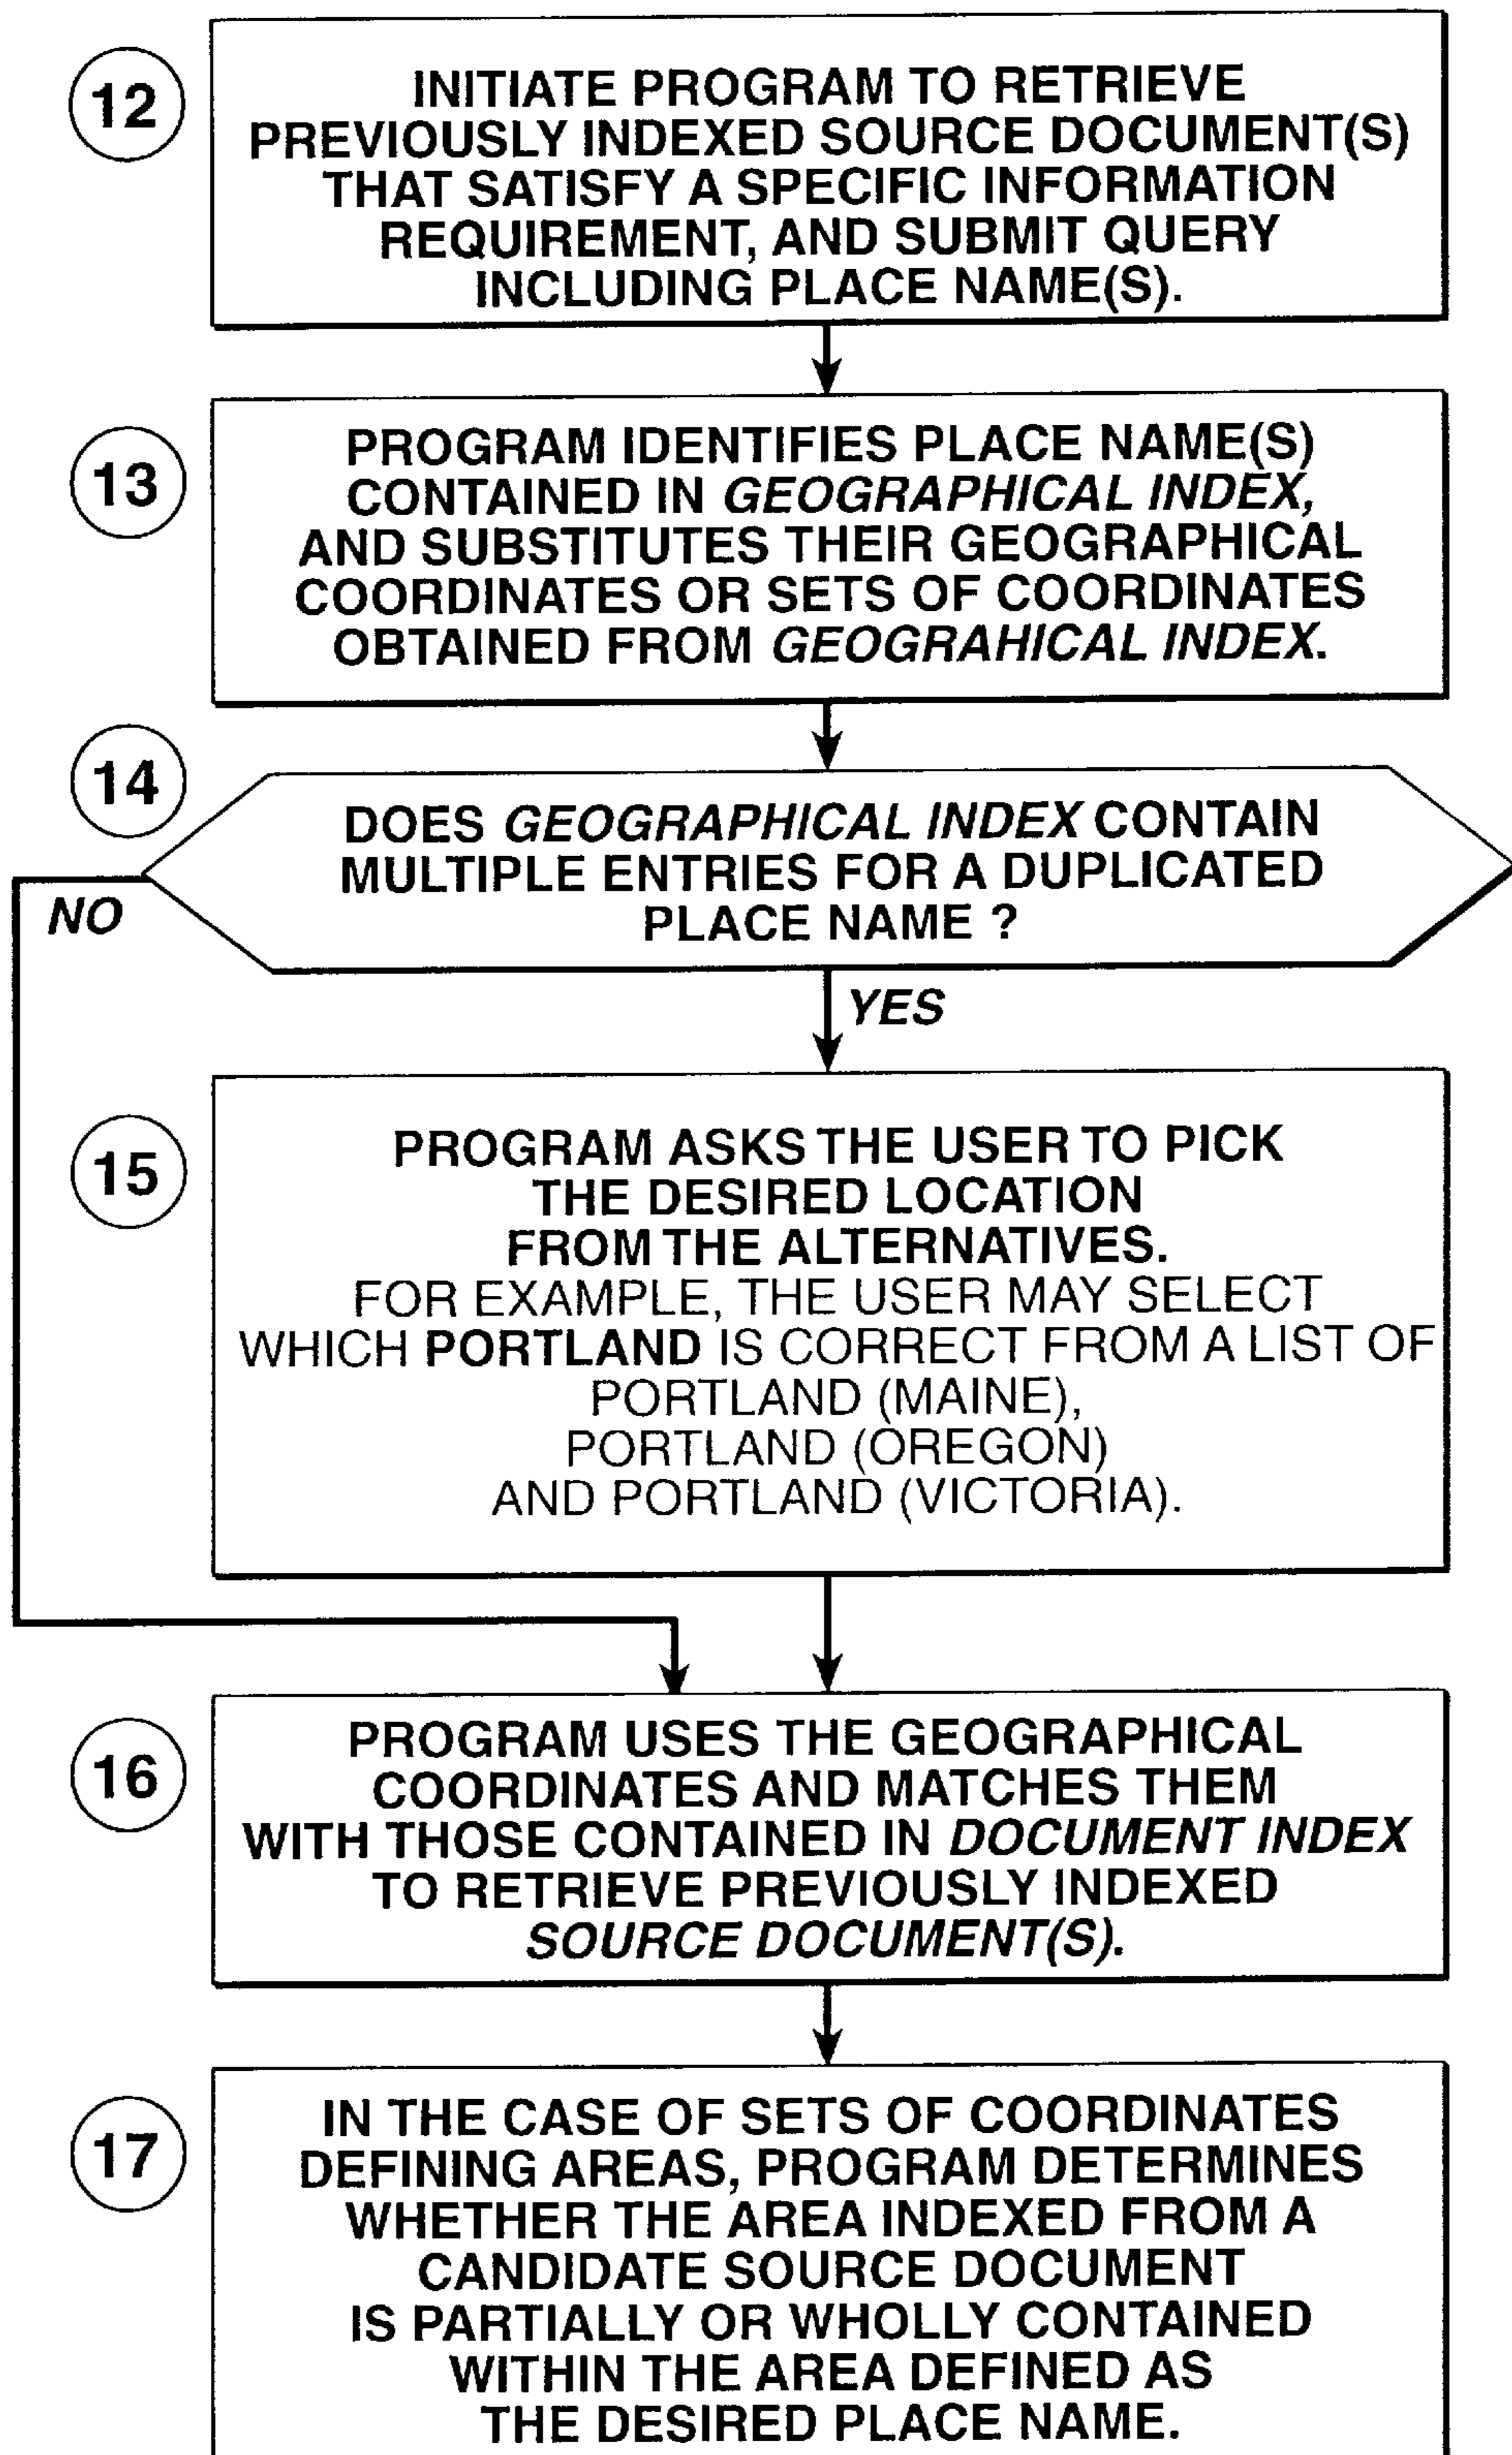 12
INITIATE PROGRAM TO RETRIEVE
PREVIOUSLY INDEXED SOURCE DOCUMENT(S)
THAT SATISFY A SPECIFIC INFORMATION
REQUIREMENT, AND SUBMIT QUERY
INCLUDING PLACE NAME(S).
13
PROGRAM IDENTIFIES PLACE NAME(S)
CONTAINED IN GEOGRAPHICAL INDEX,
AND SUBSTITUTES THEIR GEOGRAPHICAL
COORDINATES OR SETS OF COORDINATES
OBTAINED FROM GEOGRAHICAL INDEX.
14
DOES GEOGRAPHICAL INDEX CONTAIN
MULTIPLE ENTRIES FOR A DUPLICATED
PLACE NAME ?
NO
YES
15
PROGRAM ASKS THE USER TO PICK
THE DESIRED LOCATION
FROM THE ALTERNATIVES.
FOR EXAMPLE, THE USER MAY SELECT
WHICH PORTLAND IS CORRECT FROM A LIST OF
PORTLAND (MAINE),
PORTLAND (OREGON)
AND PORTLAND (VICTORIA).
16
PROGRAM USES THE GEOGRAPHICAL
COORDINATES AND MATCHES THEM
WITH THOSE CONTAINED IN DOCUMENT INDEX
TO RETRIEVE PREVIOUSLY INDEXED
SOURCE DOCUMENT(S).
17
IN THE CASE OF SETS OF COORDINATES
DEFINING AREAS, PROGRAM DETERMINES
WHETHER THE AREA INDEXED FROM A
CANDIDATE SOURCE DOCUMENT
IS PARTIALLY OR WHOLLY CONTAINED
WITHIN THE AREA DEFINED AS
THE DESIRED PLACE NAME.